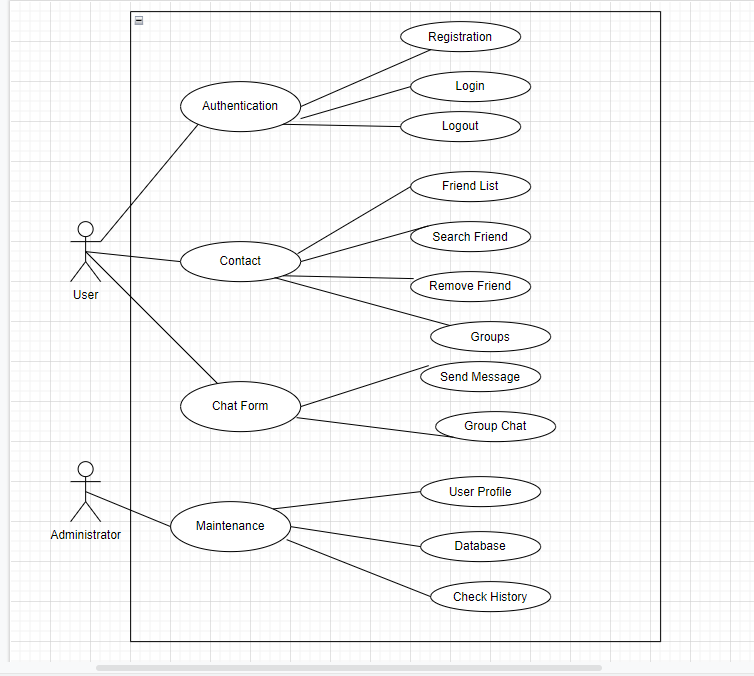 Registration
Authentication
Login
Logout
Friend List
Search Friend
User
Contact
Remove Friend
Groups
Send Message
Chat Form
Group Chat
User Profile
Administrator
Maintenance
Database
Check History